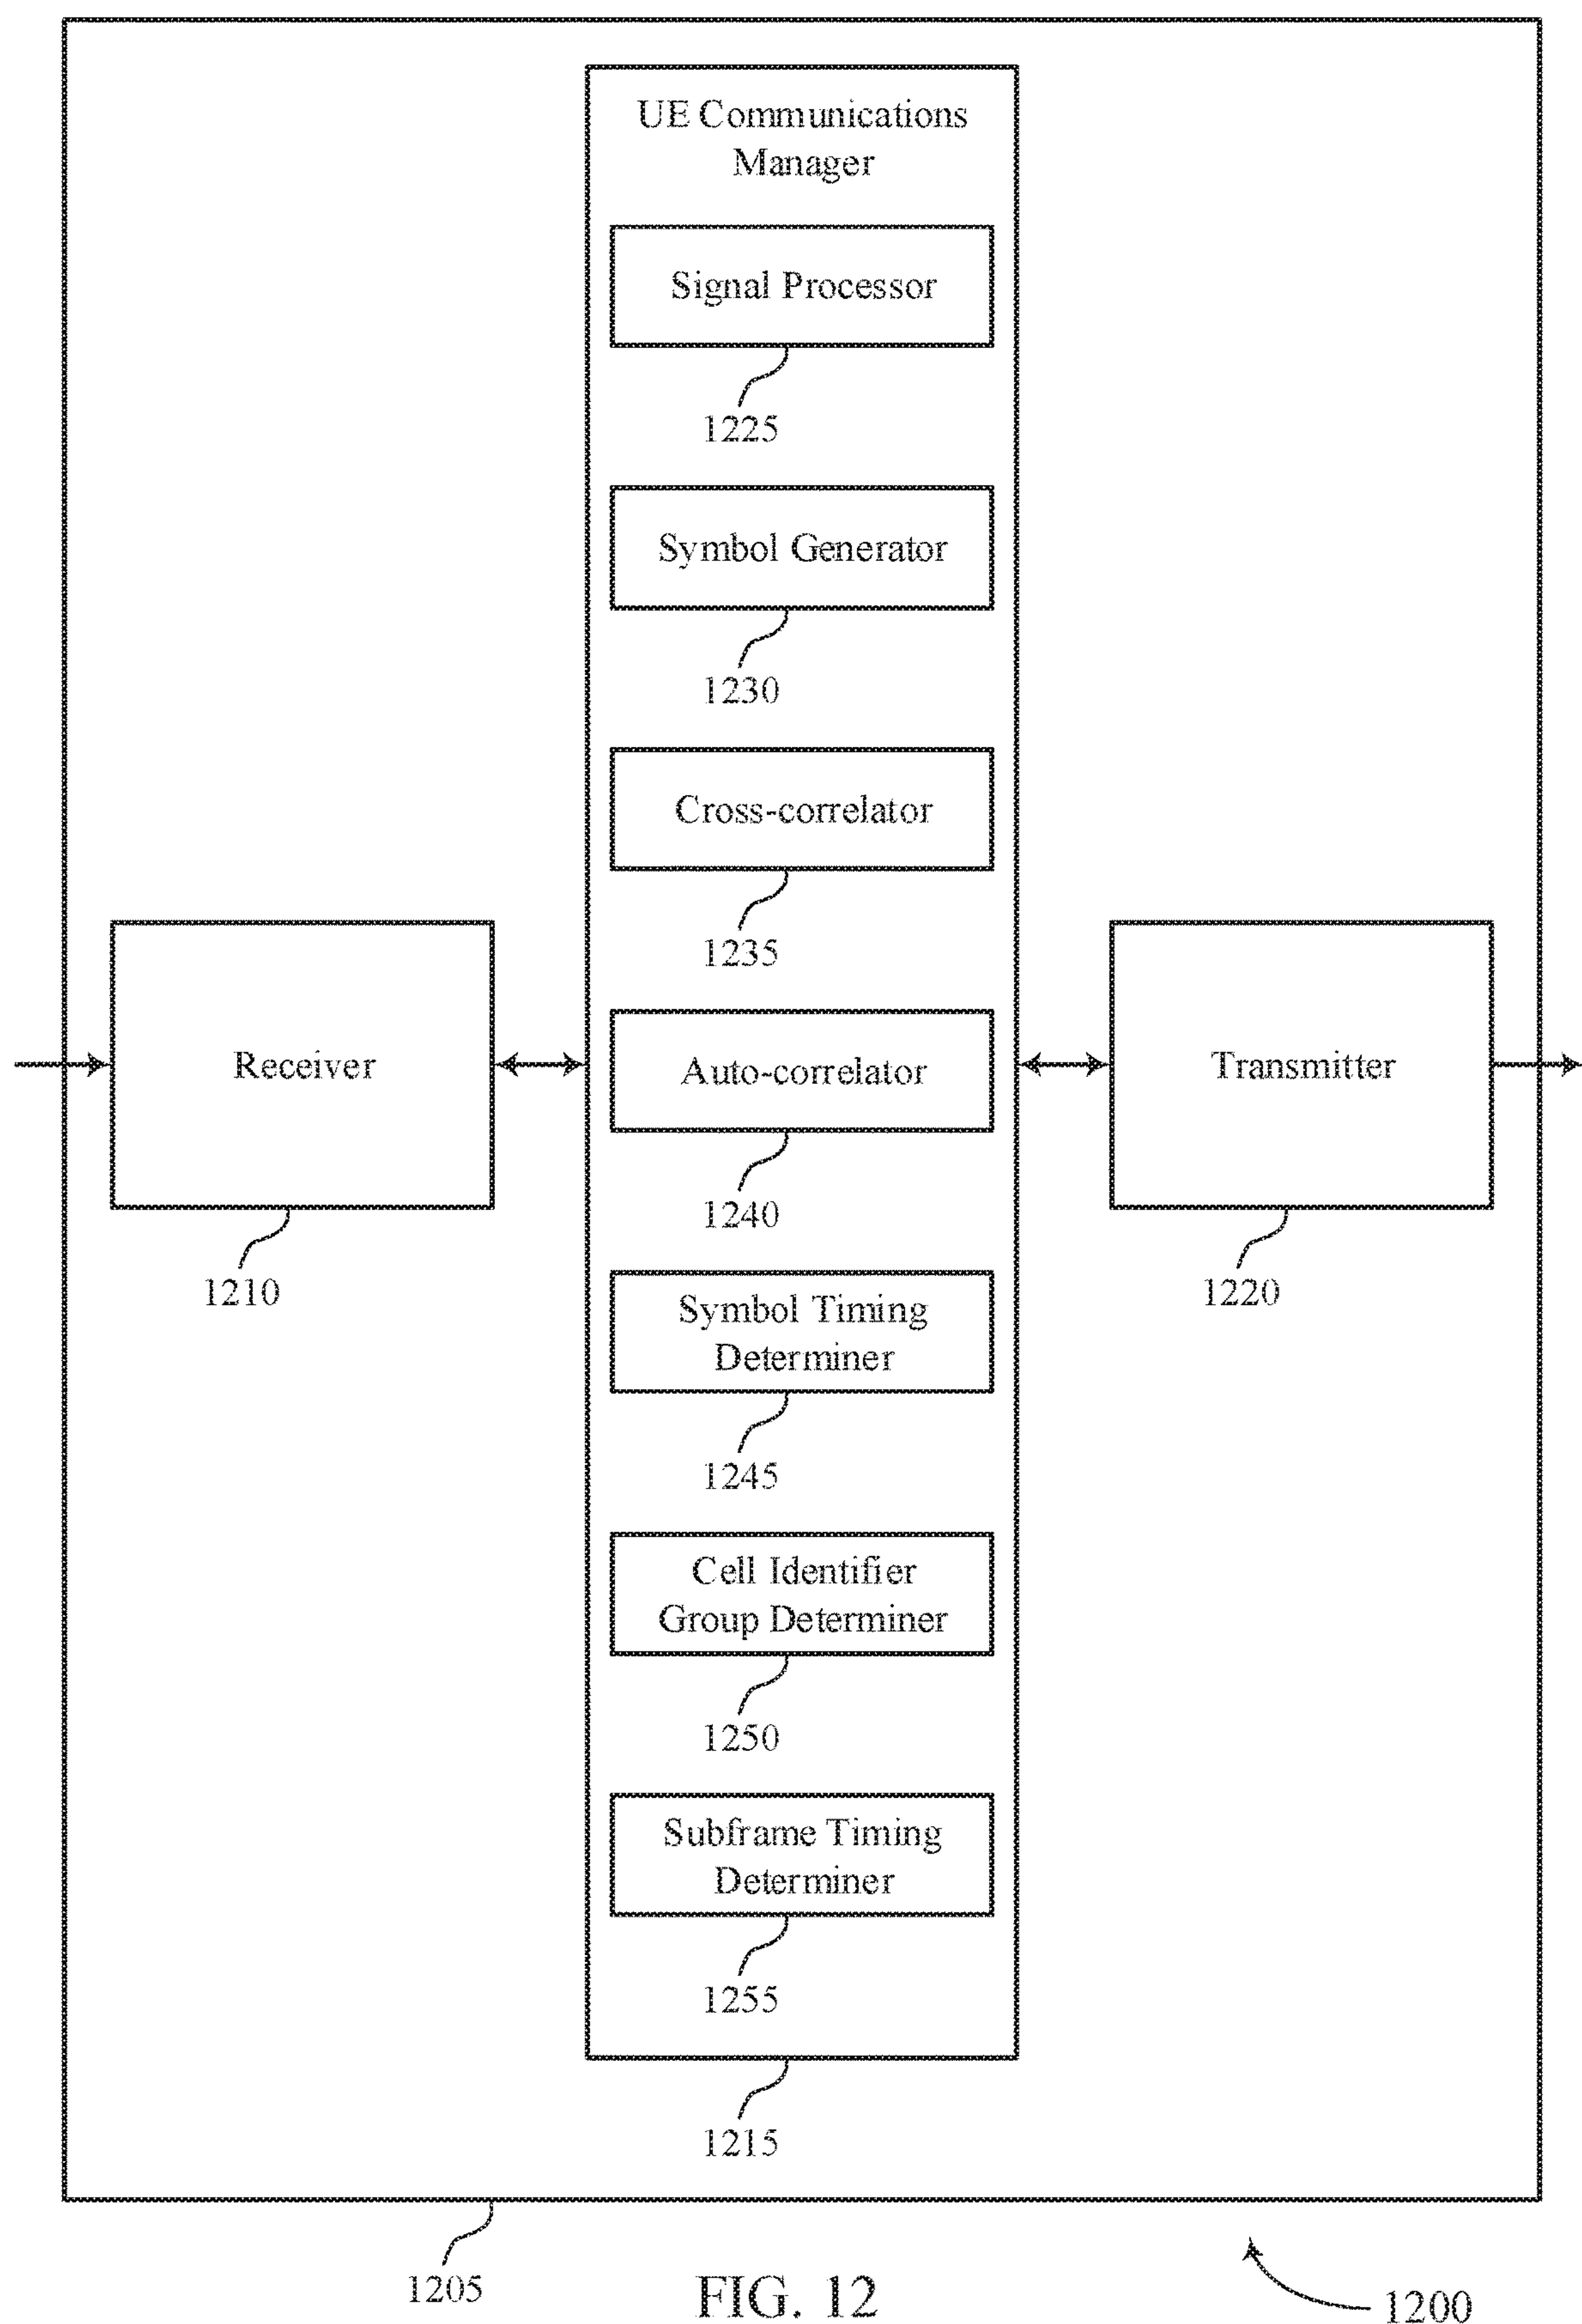 UE Communications
Manager
Signal Processor
1225
Symbol Generator
1230
Cross-correlator
1235
Receiver
1210
Auto-correlator
1240
Transmitter
1220
Symbol Timing
Determiner
1245
Cell Identifier
Group Determiner
1250
Subframe Timing
Determiner
1255
1215
1205
FIG. 12
1200